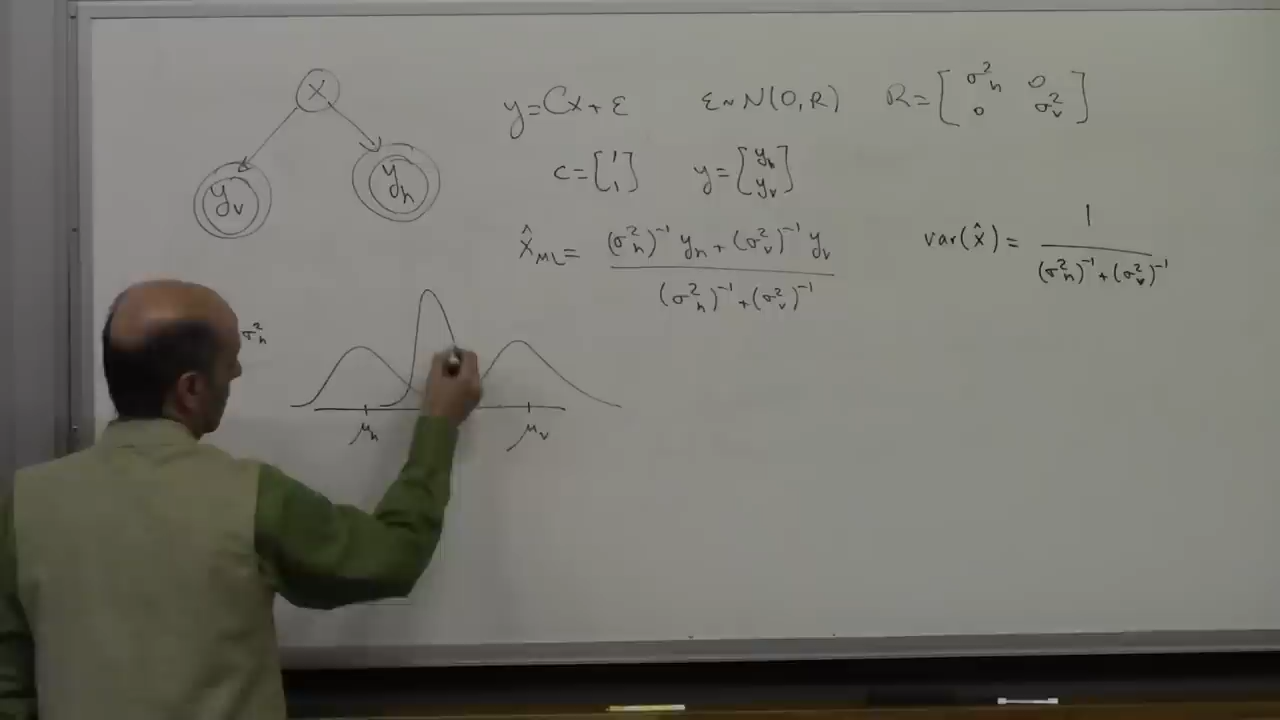 x
y_v
y_h
y = Cx + ε    ε ~ N(0, R)    R = [σ²_h 0; 0 σ²_v]
C = [1; 1]    y = [y_h; y_v]
x̂_ML = ((σ²_h)⁻¹ y_h + (σ²_v)⁻¹ y_v) / ((σ²_h)⁻¹ + (σ²_v)⁻¹)    var(x̂) = 1 / ((σ²_h)⁻¹ + (σ²_v)⁻¹)
σ²_h
μ_h    μ_v